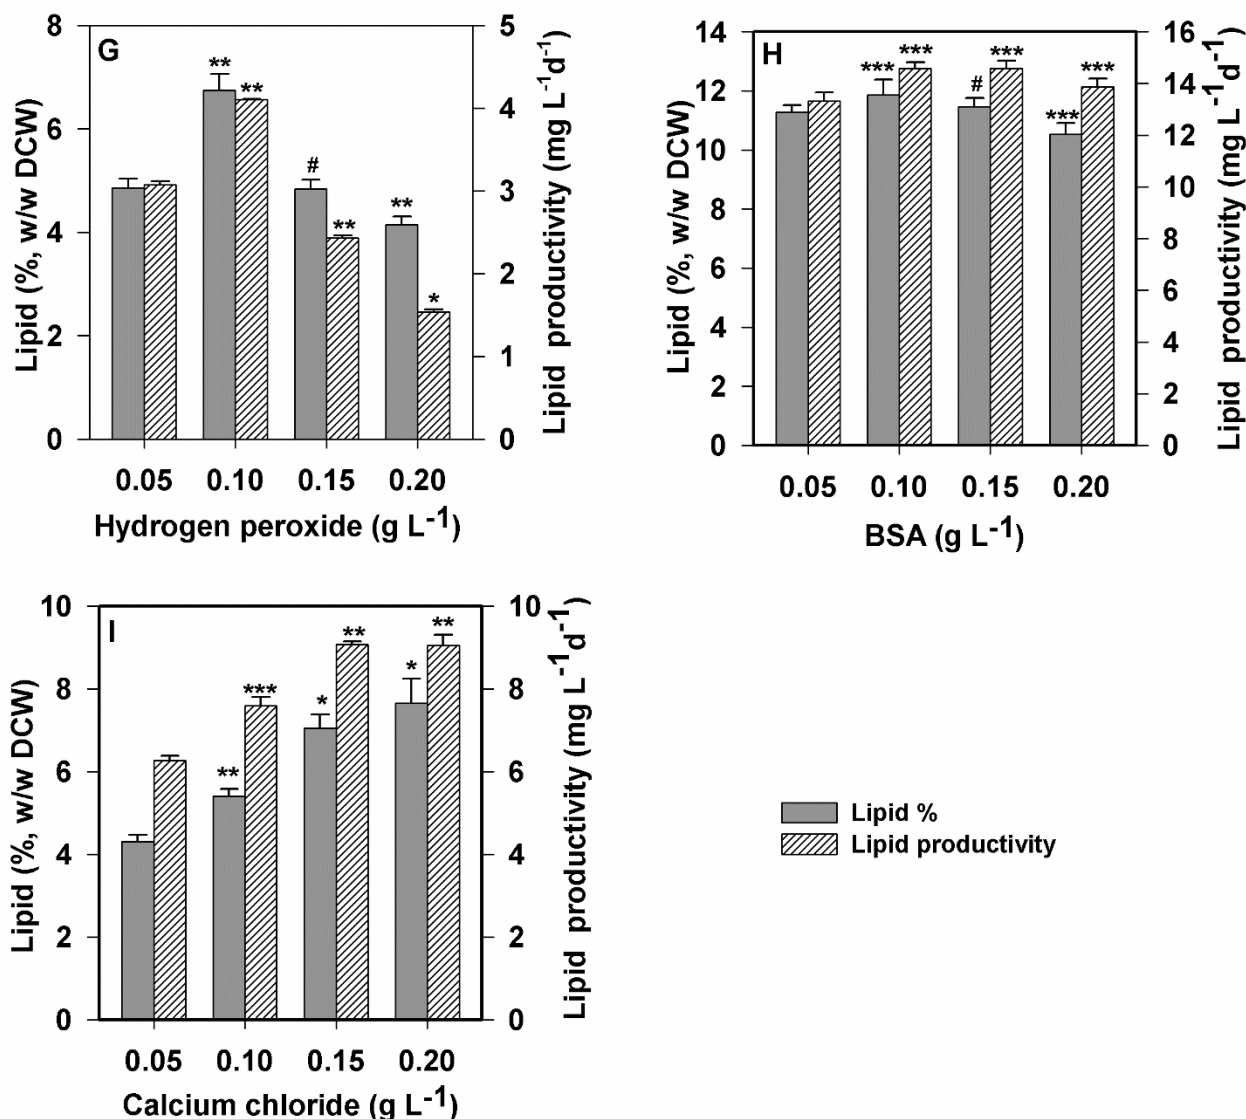 G
Lipid (%, w/w DCW)
8
6
4
2
0
** **
# **
** *
5
4
3
2
1
0
Lipid productivity (mg L-1d-1)
0.05 0.10 0.15 0.20
Hydrogen peroxide (g L-1)
H
Lipid (%, w/w DCW)
14
12
10
8
6
4
2
0
*** ***
# ***
*** ***
16
14
12
10
8
6
4
2
0
Lipid productivity (mg L-1d-1)
0.05 0.10 0.15 0.20
BSA (g L-1)
I
Lipid (%, w/w DCW)
10
8
6
4
2
0
** ***
* **
* **
10
8
6
4
2
0
Lipid productivity (mg L-1d-1)
0.05 0.10 0.15 0.20
Calcium chloride (g L-1)
Lipid %
Lipid productivity